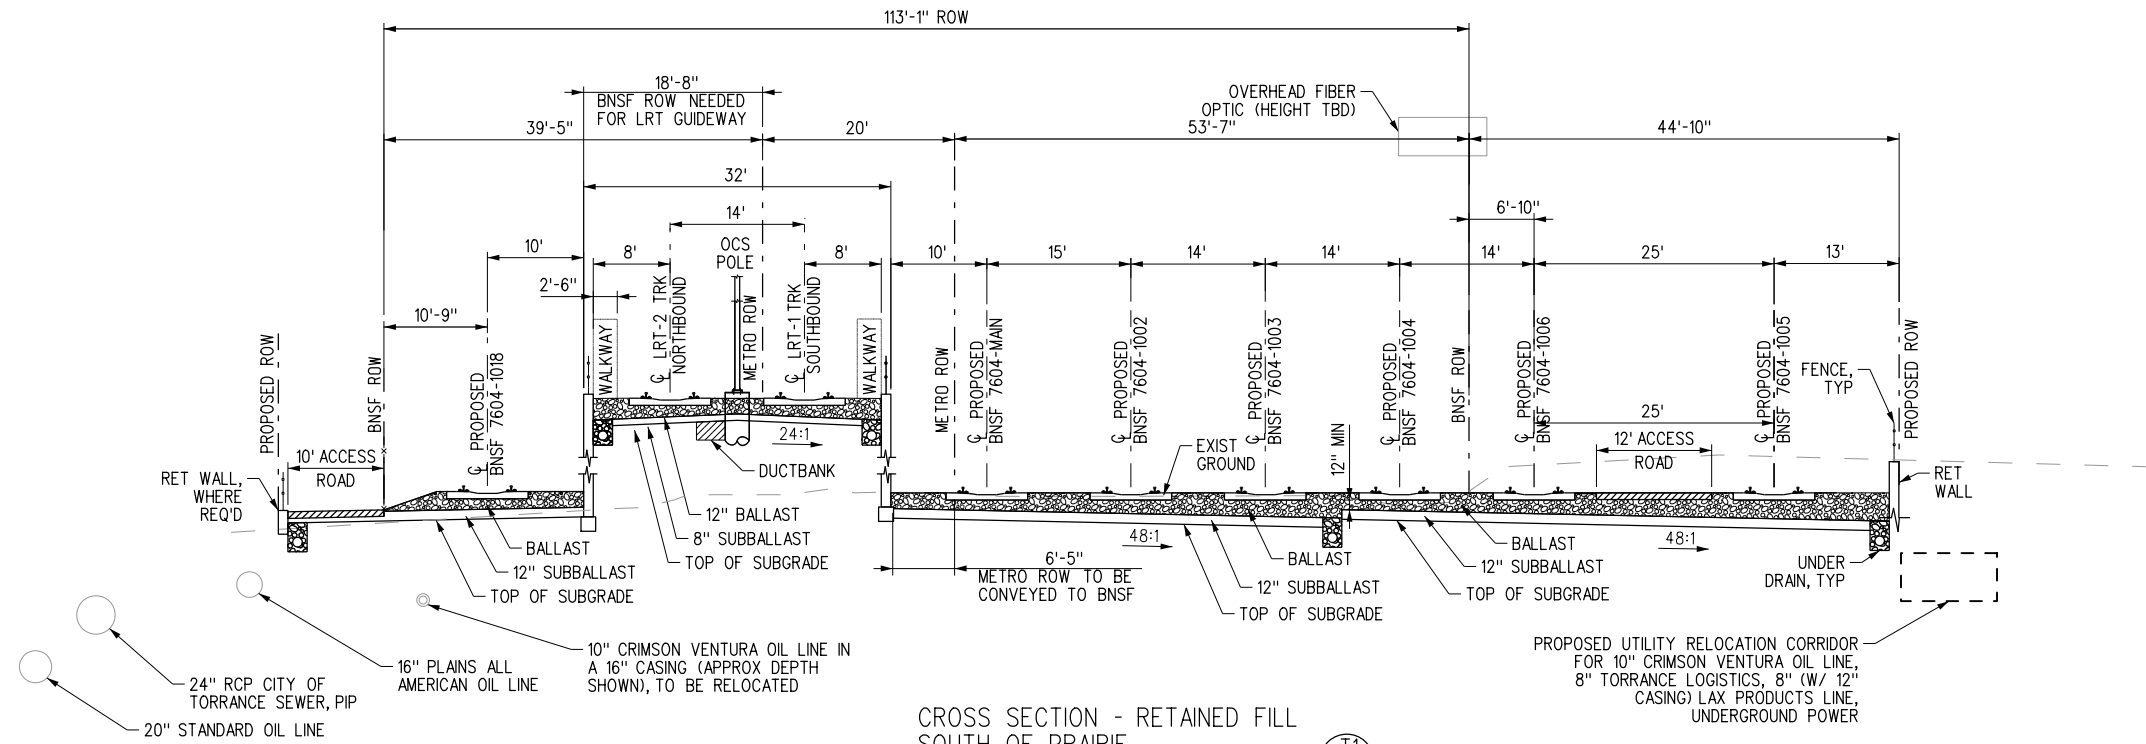 113'-1" ROW
18'-8"
BNSF ROW NEEDED
FOR LRT GUIDEWAY
OVERHEAD FIBER
OPTIC (HEIGHT TBD)
39'-5"
20'
53'-7"
44'-10"
32'
14'
6'-10"
10'
8'
OCS
POLE
8'
10'
15'
14'
14'
14'
25'
13'
2'-6"
10'-9"
PROPOSED ROW
BNSF ROW
℄ PROPOSED
BNSF 7604-1018
WALKWAY
℄ LRT-2 TRK
NORTHBOUND
METRO ROW
℄ LRT-1 TRK
SOUTHBOUND
WALKWAY
METRO ROW
℄ PROPOSED
BNSF 7604-MAIN
℄ PROPOSED
BNSF 7604-1002
℄ PROPOSED
BNSF 7604-1003
℄ PROPOSED
BNSF 7604-1004
BNSF ROW
℄ PROPOSED
BNSF 7604-1006
℄ PROPOSED
BNSF 7604-1005
FENCE,
TYP
PROPOSED ROW
25'
12' ACCESS
ROAD
10' ACCESS
ROAD
RET WALL,
WHERE
REQ'D
24:1
DUCTBANK
EXIST
GROUND
12" MIN
RET
WALL
12" BALLAST
8" SUBBALLAST
TOP OF SUBGRADE
BALLAST
12" SUBBALLAST
TOP OF SUBGRADE
48:1
6'-5"
METRO ROW TO BE
CONVEYED TO BNSF
BALLAST
12" SUBBALLAST
TOP OF SUBGRADE
48:1
BALLAST
12" SUBBALLAST
TOP OF SUBGRADE
UNDER
DRAIN, TYP
10" CRIMSON VENTURA OIL LINE IN
A 16" CASING (APPROX DEPTH
SHOWN), TO BE RELOCATED
16" PLAINS ALL
AMERICAN OIL LINE
24" RCP CITY OF
TORRANCE SEWER, PIP
20" STANDARD OIL LINE
PROPOSED UTILITY RELOCATION CORRIDOR
FOR 10" CRIMSON VENTURA OIL LINE,
8" TORRANCE LOGISTICS, 8" (W/ 12"
CASING) LAX PRODUCTS LINE,
UNDERGROUND POWER
CROSS SECTION - RETAINED FILL
SOUTH OF PRAIRIE
T1